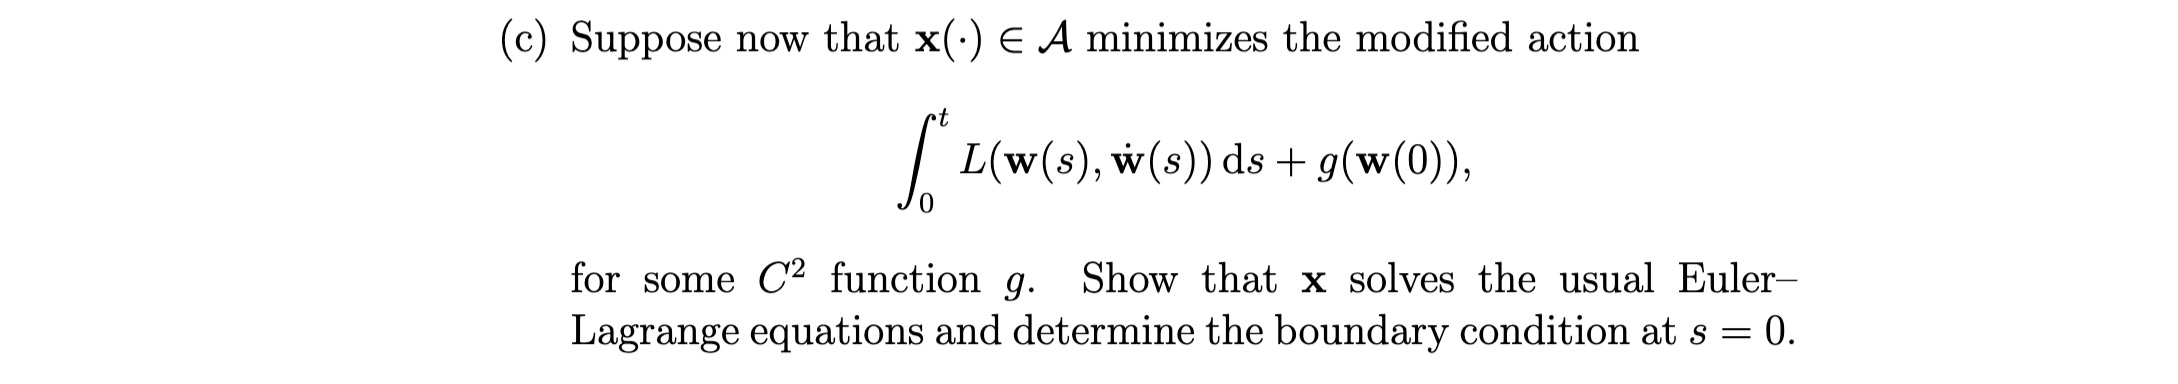 (c) Suppose now that x(·) ∈ 𝒜 minimizes the modified action
∫₀ᵗ L(w(s), ẇ(s)) ds + g(w(0)),
for some C² function g. Show that x solves the usual Euler–
Lagrange equations and determine the boundary condition at s = 0.